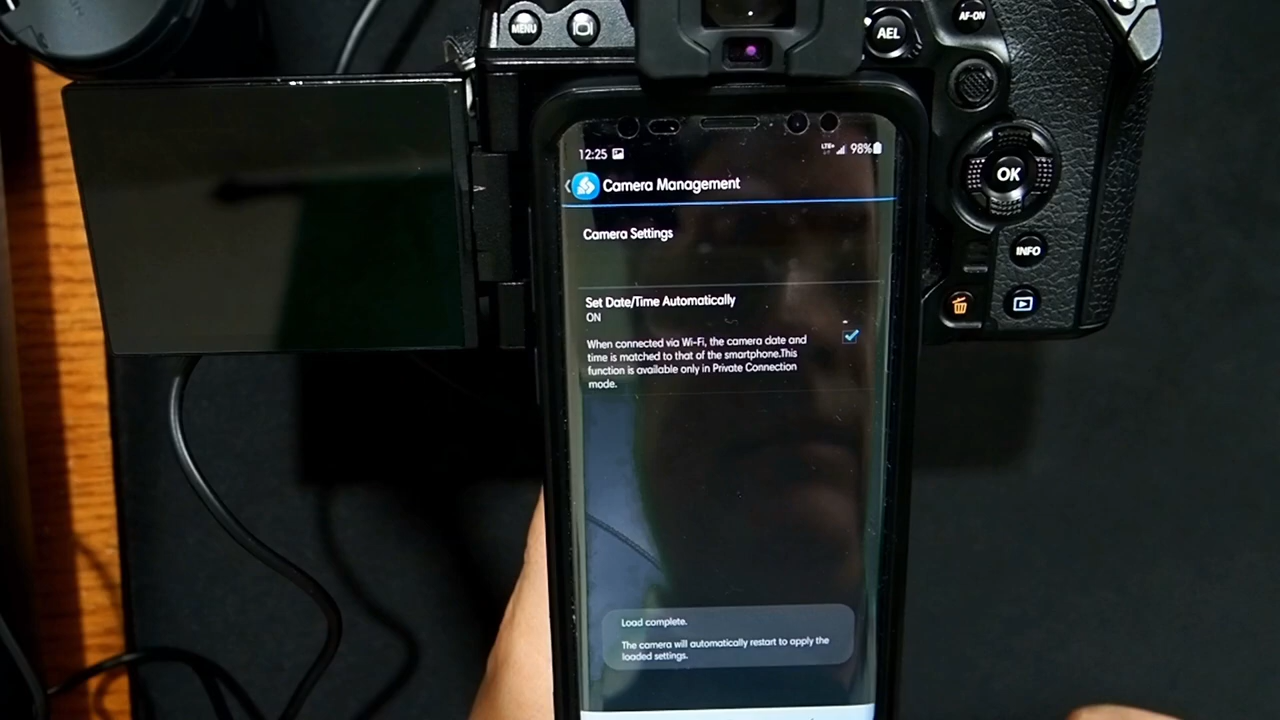 MENU
AEL
AF-ON
OK
INFO
12:25
LTE+
98%
Camera Management
Camera Settings
Set Date/Time Automatically
ON
When connected via Wi-Fi, the camera date and
time is matched to that of the smartphone.This
function is available only in Private Connection
mode.
Load complete.
The camera will automatically restart to apply the
loaded settings.